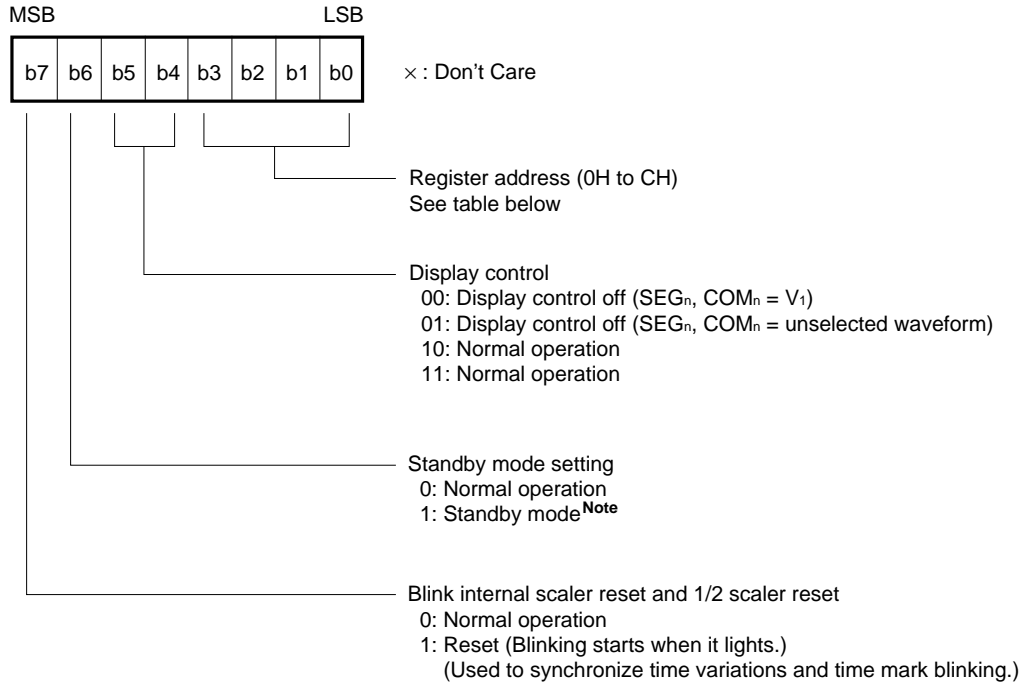 MSB LSB
b7 b6 b5 b4 b3 b2 b1 b0 × : Don't Care
Register address (0H to CH)
See table below
Display control
00: Display control off (SEGn, COMn = V1)
01: Display control off (SEGn, COMn = unselected waveform)
10: Normal operation
11: Normal operation
Standby mode setting
0: Normal operation
1: Standby mode Note
Blink internal scaler reset and 1/2 scaler reset
0: Normal operation
1: Reset (Blinking starts when it lights.)
(Used to synchronize time variations and time mark blinking.)